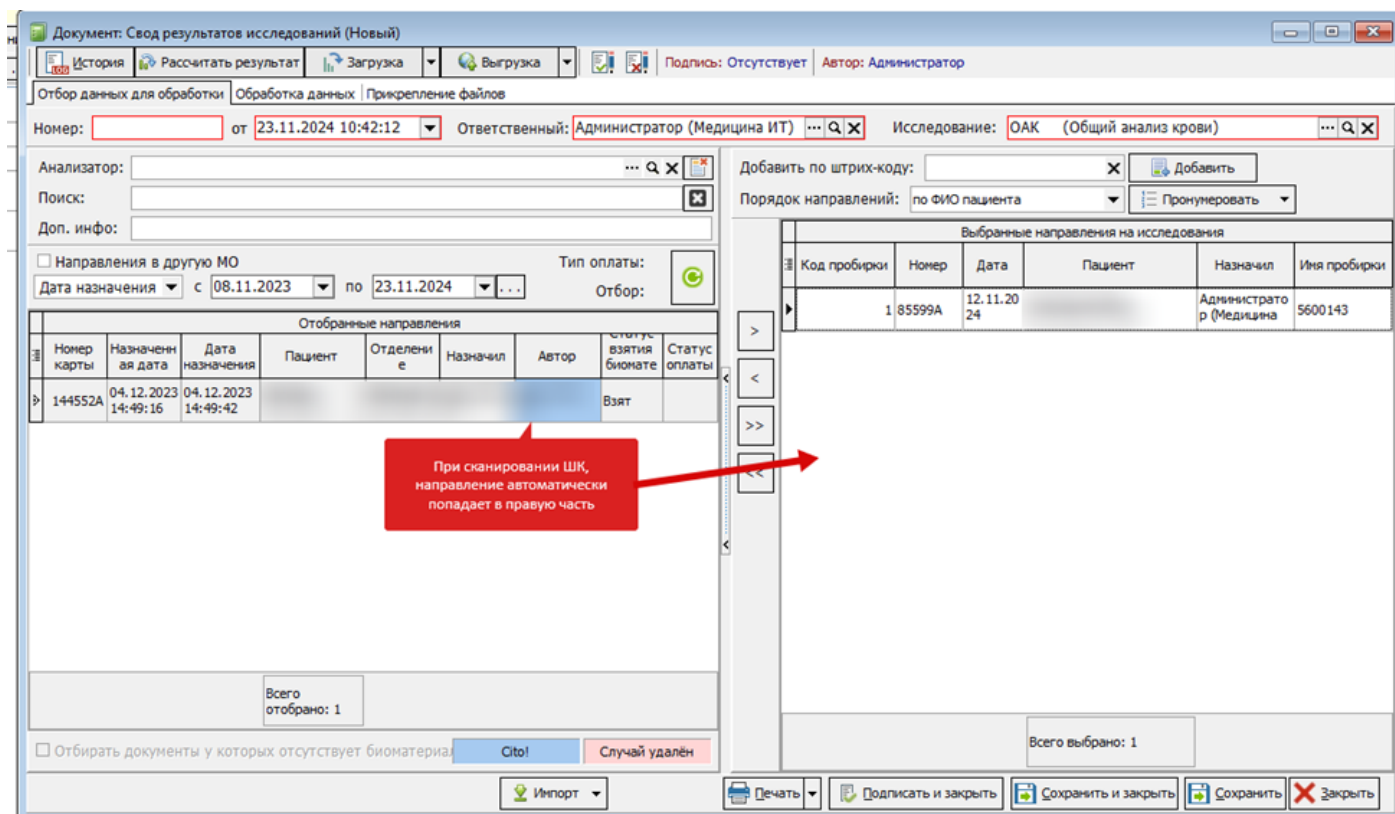 Документ: Свод результатов исследований (Новый)
История Рассчитать результат Загрузка Выгрузка Подпись: Отсутствует Автор: Администратор
Отбор данных для обработки Обработка данных Прикрепление файлов
Номер: от 23.11.2024 10:42:12 Ответственный: Администратор (Медицина ИТ) ... Исследование: ОАК (Общий анализ крови) ...
Анализатор: ...
Поиск:
Доп. инфо:
Добавить по штрих-коду: Добавить
Порядок направлений: по ФИО пациента Пронумеровать
Направления в другую МО Тип оплаты:
Дата назначения с 08.11.2023 по 23.11.2024 ... Отбор:
Отобранные направления
Номер карты Назначенн ая дата Дата назначения Пациент Отделени е Назначил Автор Статус взятия биомате Статус оплаты
144552А 04.12.2023 14:49:16 04.12.2023 14:49:42 Взят
При сканировании ШК,
направление автоматически
попадает в правую часть
Всего
отобрано: 1
Отбирать документы у которых отсутствует биоматериал Cito! Случай удалён
>
<
>>
<<
Выбранные направления на исследования
Код пробирки Номер Дата Пациент Назначил Имя пробирки
1 85599А 12.11.20 24 Администрато р (Медицина 5600143
Всего выбрано: 1
Импорт Печать Подписать и закрыть Сохранить и закрыть Сохранить Закрыть